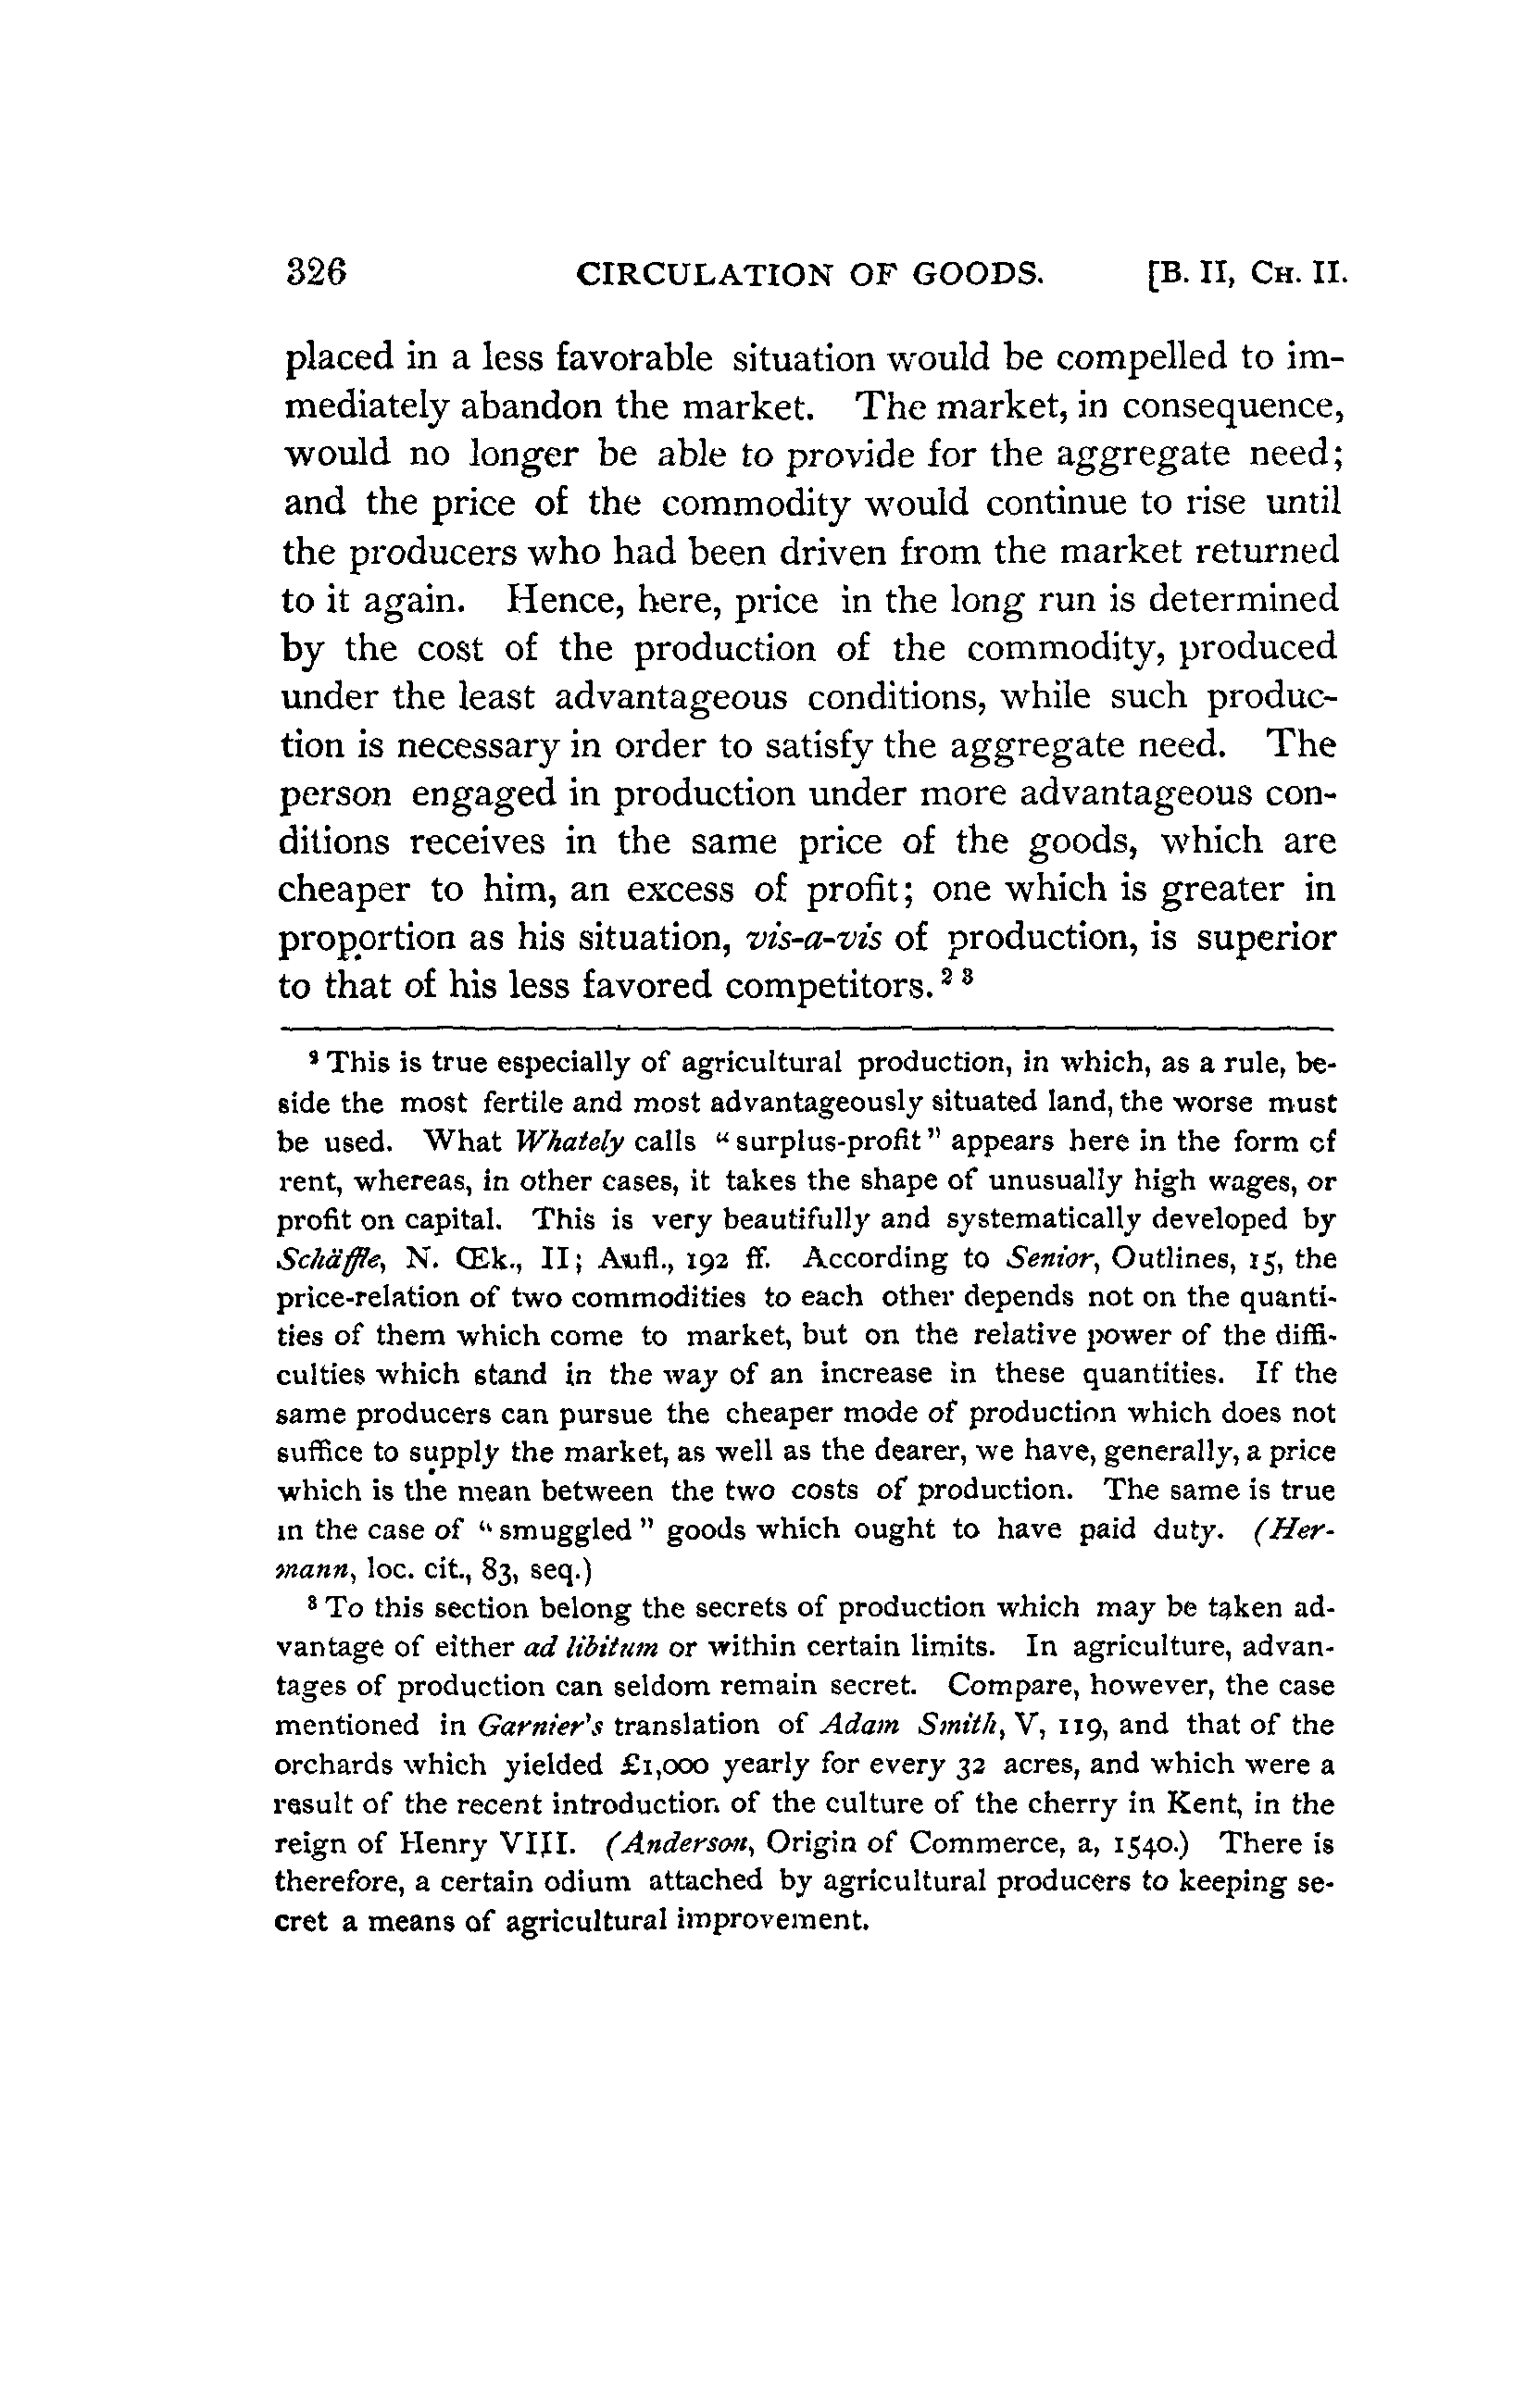 326 CIRCULATION OF GOODS. [B. II, CH. II.
placed in a less favorable situation would be compelled to im-
mediately abandon the market. The market, in consequence,
would no longer be able to provide for the aggregate need;
and the price of the commodity would continue to rise until
the producers who had been driven from the market returned
to it again. Hence, here, price in the long run is determined
by the cost of the production of the commodity, produced
under the least advantageous conditions, while such produc-
tion is necessary in order to satisfy the aggregate need. The
person engaged in production under more advantageous con-
ditions receives in the same price of the goods, which are
cheaper to him, an excess of profit; one which is greater in
proportion as his situation, vis-a-vis of production, is superior
to that of his less favored competitors. ² ³
² This is true especially of agricultural production, in which, as a rule, be-
side the most fertile and most advantageously situated land, the worse must
be used. What Whately calls “surplus-profit” appears here in the form of
rent, whereas, in other cases, it takes the shape of unusually high wages, or
profit on capital. This is very beautifully and systematically developed by
Schäffle, N. Œk., II; Aufl., 192 ff. According to Senior, Outlines, 15, the
price-relation of two commodities to each other depends not on the quanti-
ties of them which come to market, but on the relative power of the diffi-
culties which stand in the way of an increase in these quantities. If the
same producers can pursue the cheaper mode of production which does not
suffice to supply the market, as well as the dearer, we have, generally, a price
which is the mean between the two costs of production. The same is true
in the case of “smuggled” goods which ought to have paid duty. (Her-
mann, loc. cit., 83, seq.)
³ To this section belong the secrets of production which may be taken ad-
vantage of either ad libitum or within certain limits. In agriculture, advan-
tages of production can seldom remain secret. Compare, however, the case
mentioned in Garnier's translation of Adam Smith, V, 119, and that of the
orchards which yielded £1,000 yearly for every 32 acres, and which were a
result of the recent introduction of the culture of the cherry in Kent, in the
reign of Henry VIII. (Anderson, Origin of Commerce, a, 1540.) There is
therefore, a certain odium attached by agricultural producers to keeping se-
cret a means of agricultural improvement.